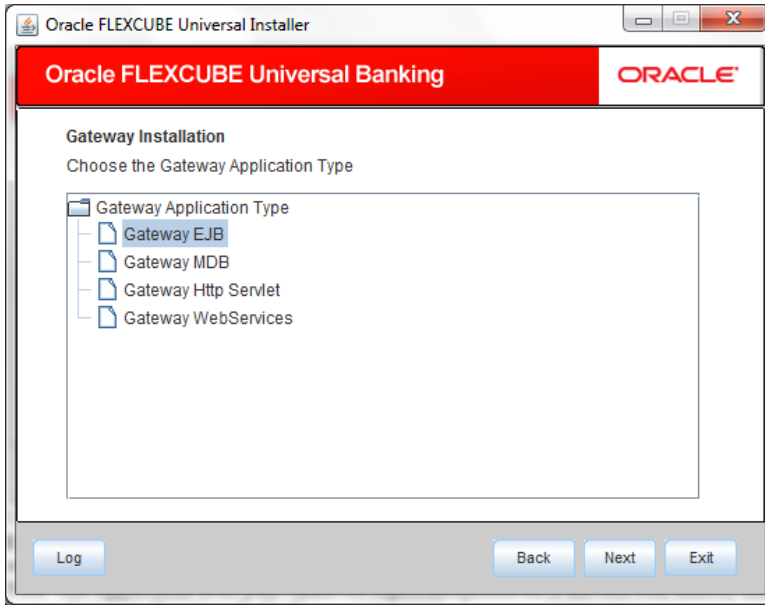 Oracle FLEXCUBE Universal Installer
Oracle FLEXCUBE Universal Banking
ORACLE'
Gateway Installation
Choose the Gateway Application Type
Gateway Application Type
Gateway EJB
Gateway MDB
Gateway Http Servlet
Gateway WebServices
Log
Back
Next
Exit